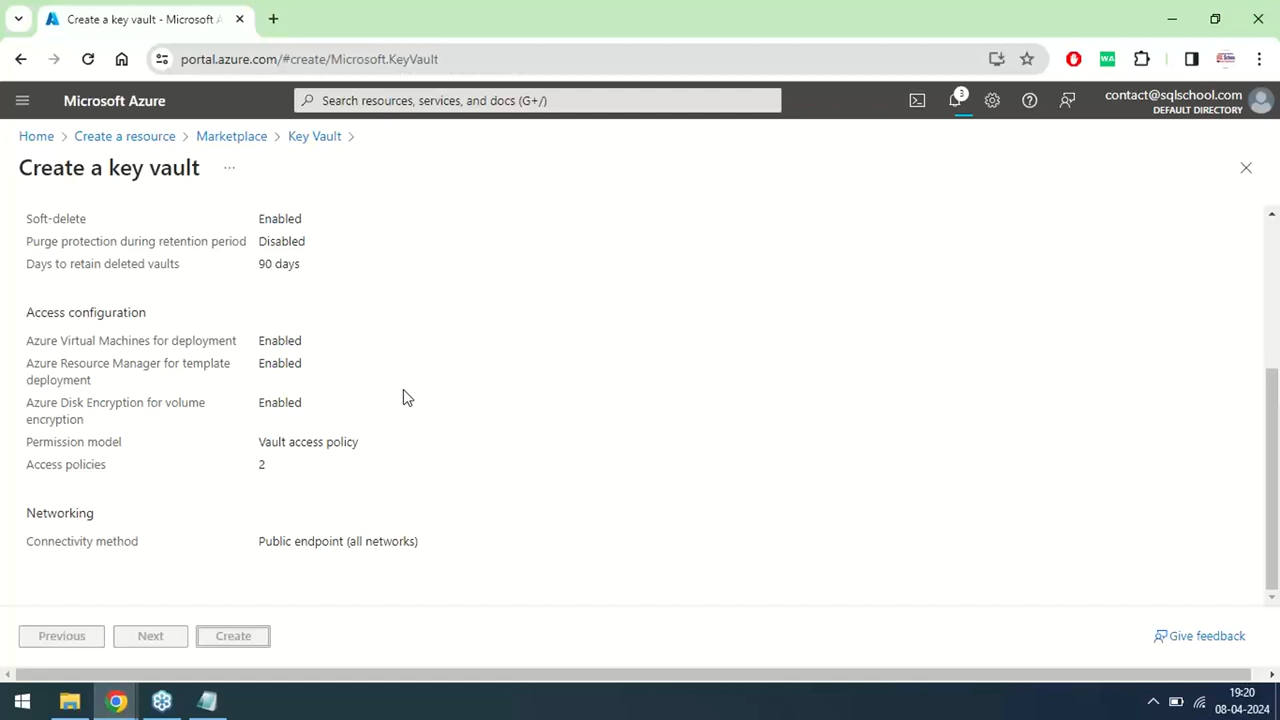 Create a key vault - Microsoft A
portal.azure.com/#create/Microsoft.KeyVault
WA
Microsoft Azure
Search resources, services, and docs (G+/)
3
contact@sqlschool.com
DEFAULT DIRECTORY
Home > Create a resource > Marketplace > Key Vault >
Create a key vault
Soft-delete Enabled
Purge protection during retention period Disabled
Days to retain deleted vaults 90 days
Access configuration
Azure Virtual Machines for deployment Enabled
Azure Resource Manager for template Enabled
deployment
Azure Disk Encryption for volume Enabled
encryption
Permission model Vault access policy
Access policies 2
Networking
Connectivity method Public endpoint (all networks)
Previous Next Create Give feedback
19:20
08-04-2024